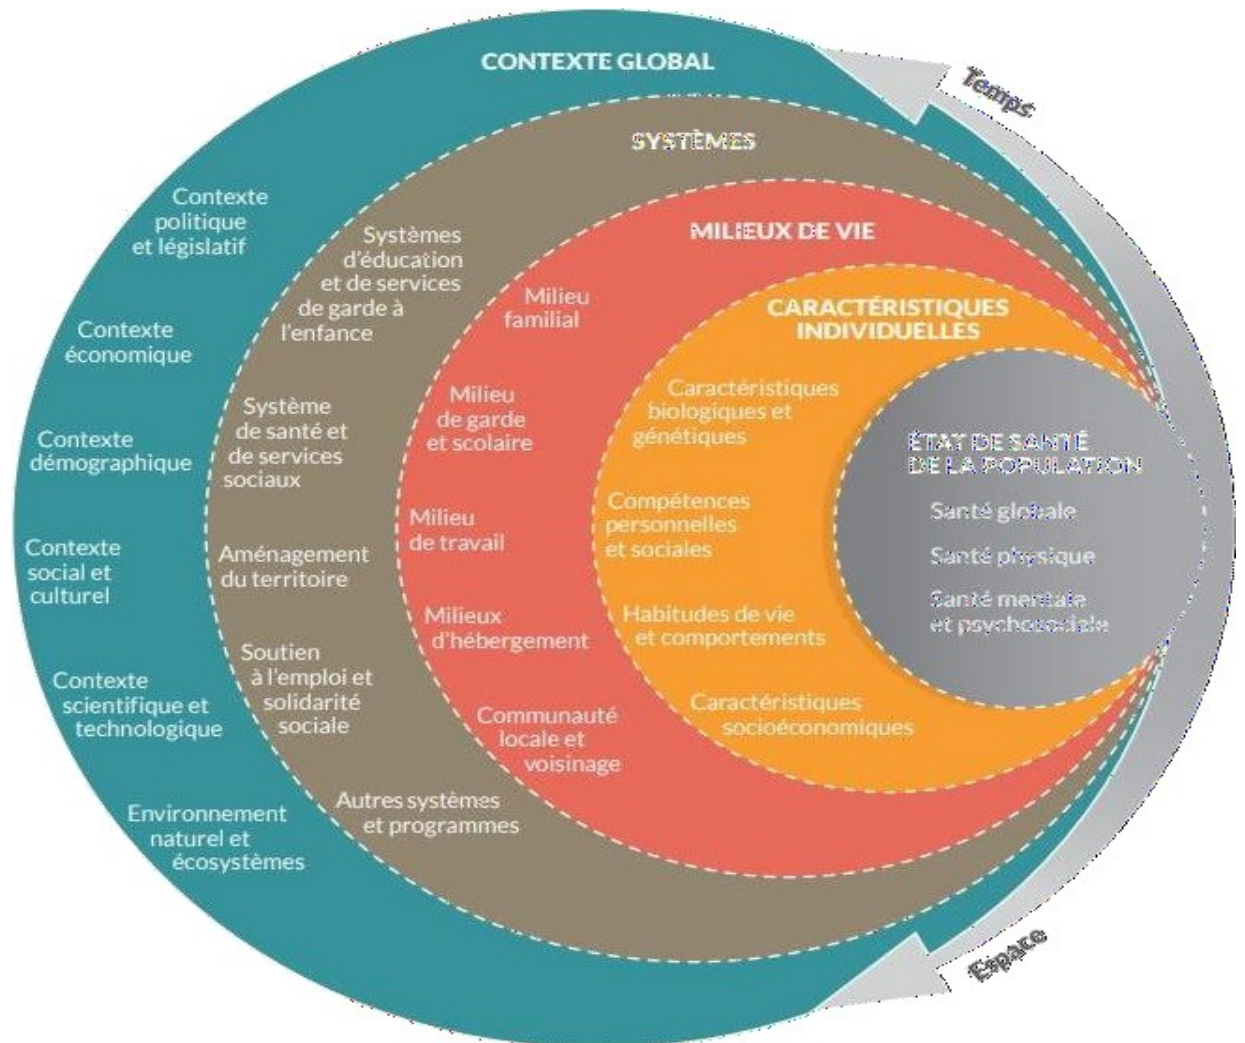 CONTEXTE GLOBAL
Temps
SYSTÈMES
Contexte
politique
et législatif
Contexte
économique
Contexte
démographique
Contexte
social et
culturel
Contexte
scientifique et
technologique
Environnement
naturel et
écosystèmes
Systèmes
d'éducation
et de services
de garde à
l'enfance
Système
de santé et
de services
sociaux
Aménagement
du territoire
Soutien
à l'emploi et
solidarité
sociale
Autres systèmes
et programmes
MILIEUX DE VIE
Milieu
familial
Milieu
de garde
et scolaire
Milieu
de travail
Milieux
d'hébergement
Communauté
locale et
voisinage
CARACTÉRISTIQUES
INDIVIDUELLES
Caractéristiques
biologiques et
génétiques
Compétences
personnelles
et sociales
Habitudes de vie
et comportements
Caractéristiques
socioéconomiques
ÉTAT DE SANTÉ
DE LA POPULATION
Santé globale
Santé physique
Santé mentale
et psychosociale
Espace